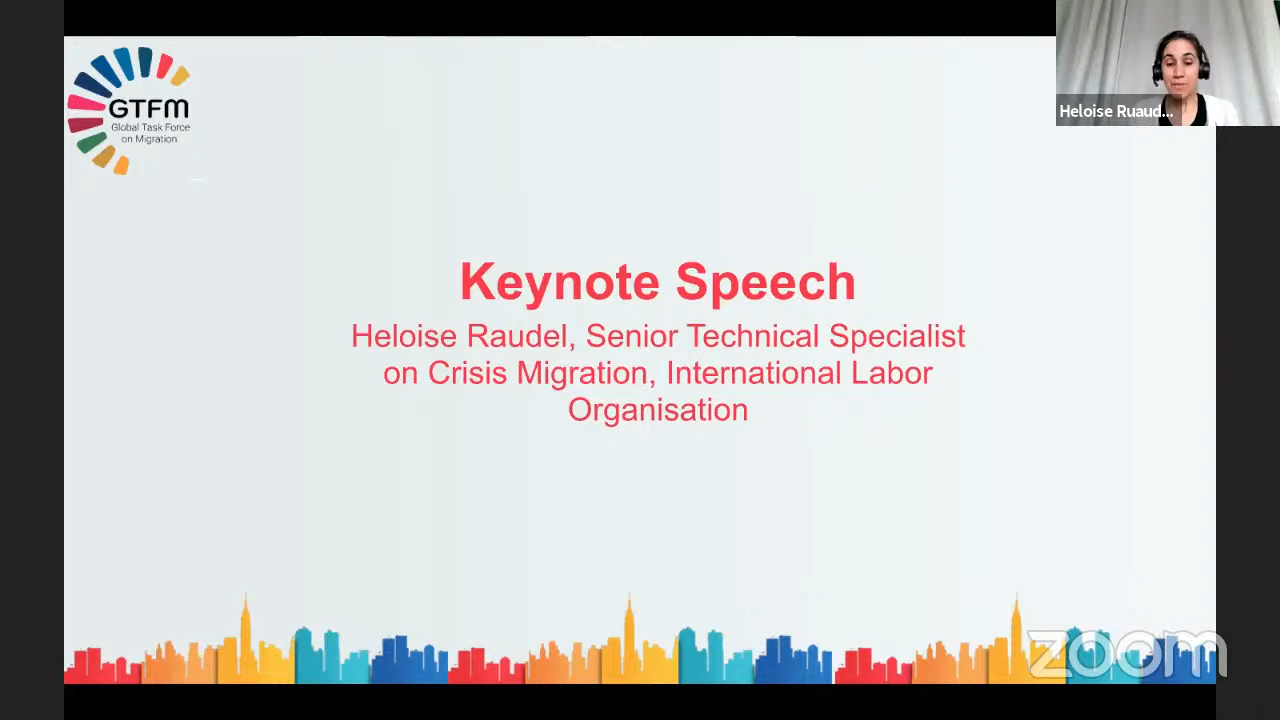 GTFM
Global Task Force
on Migration
Heloise Ruaud...
Keynote Speech
Heloise Raudel, Senior Technical Specialist
on Crisis Migration, International Labor
Organisation
zoom